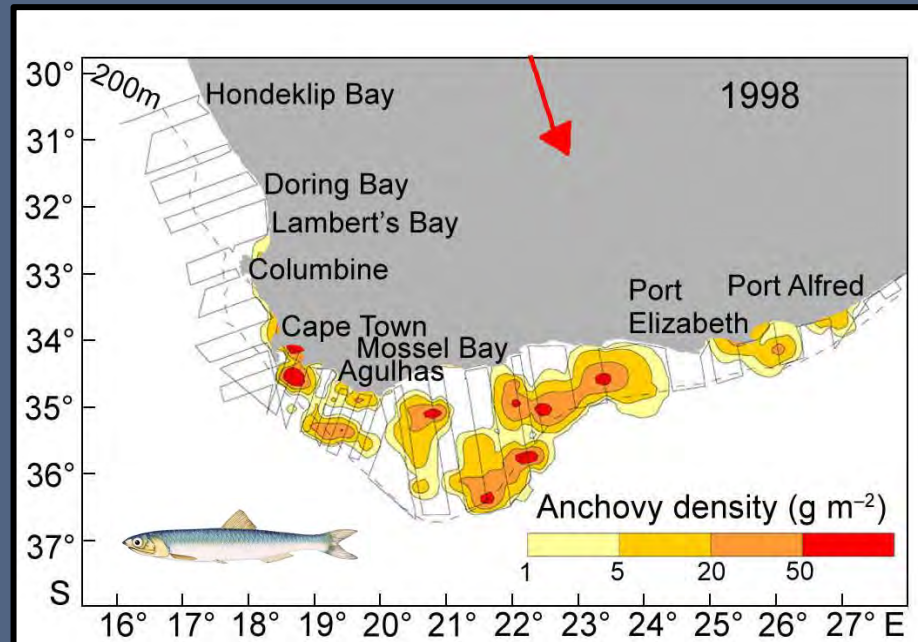 30°
31°
32°
33°
34°
35°
36°
37°
S
200m
Hondeklip Bay
1998
Doring Bay
Lambert's Bay
Columbine
Port
Elizabeth
Port Alfred
Cape Town
Mossel Bay
Agulhas
Anchovy density (g m⁻²)
1 5 20 50
16° 17° 18° 19° 20° 21° 22° 23° 24° 25° 26° 27° E